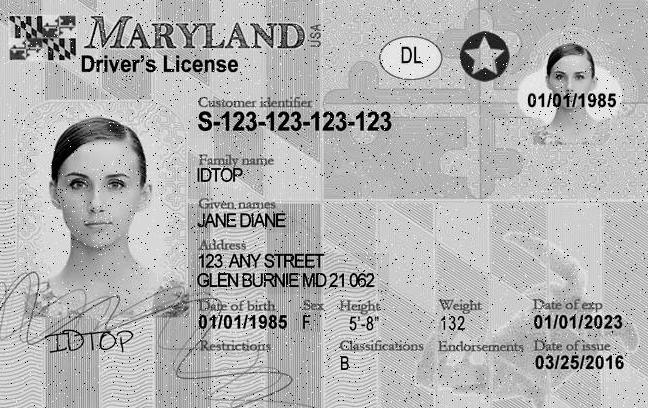 MARYLAND USA
Driver's License
DL
01/01/1985
Customer identifier
S-123-123-123-123
Family name
IDTOP
Given names
JANE DIANE
Address
123 ANY STREET
GLEN BURNIE MD 21 062
Date of birth Sex Height Weight Date of exp
01/01/1985 F 5'-8" 132 01/01/2023
Restrictions Classifications Endorsements Date of issue
B 03/25/2016
IDTOP